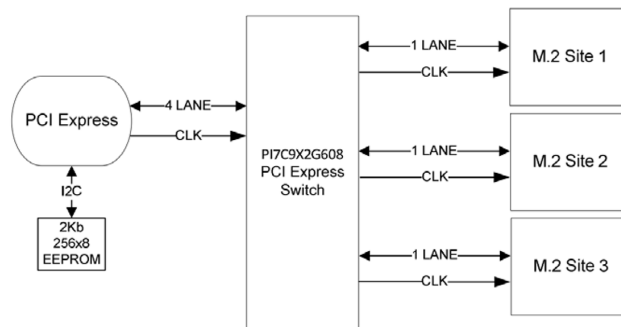 PCI Express
4 LANE
CLK
I2C
2Kb
256x8
EEPROM
PI7C9X2G608
PCI Express
Switch
1 LANE
CLK
M.2 Site 1
1 LANE
CLK
M.2 Site 2
1 LANE
CLK
M.2 Site 3